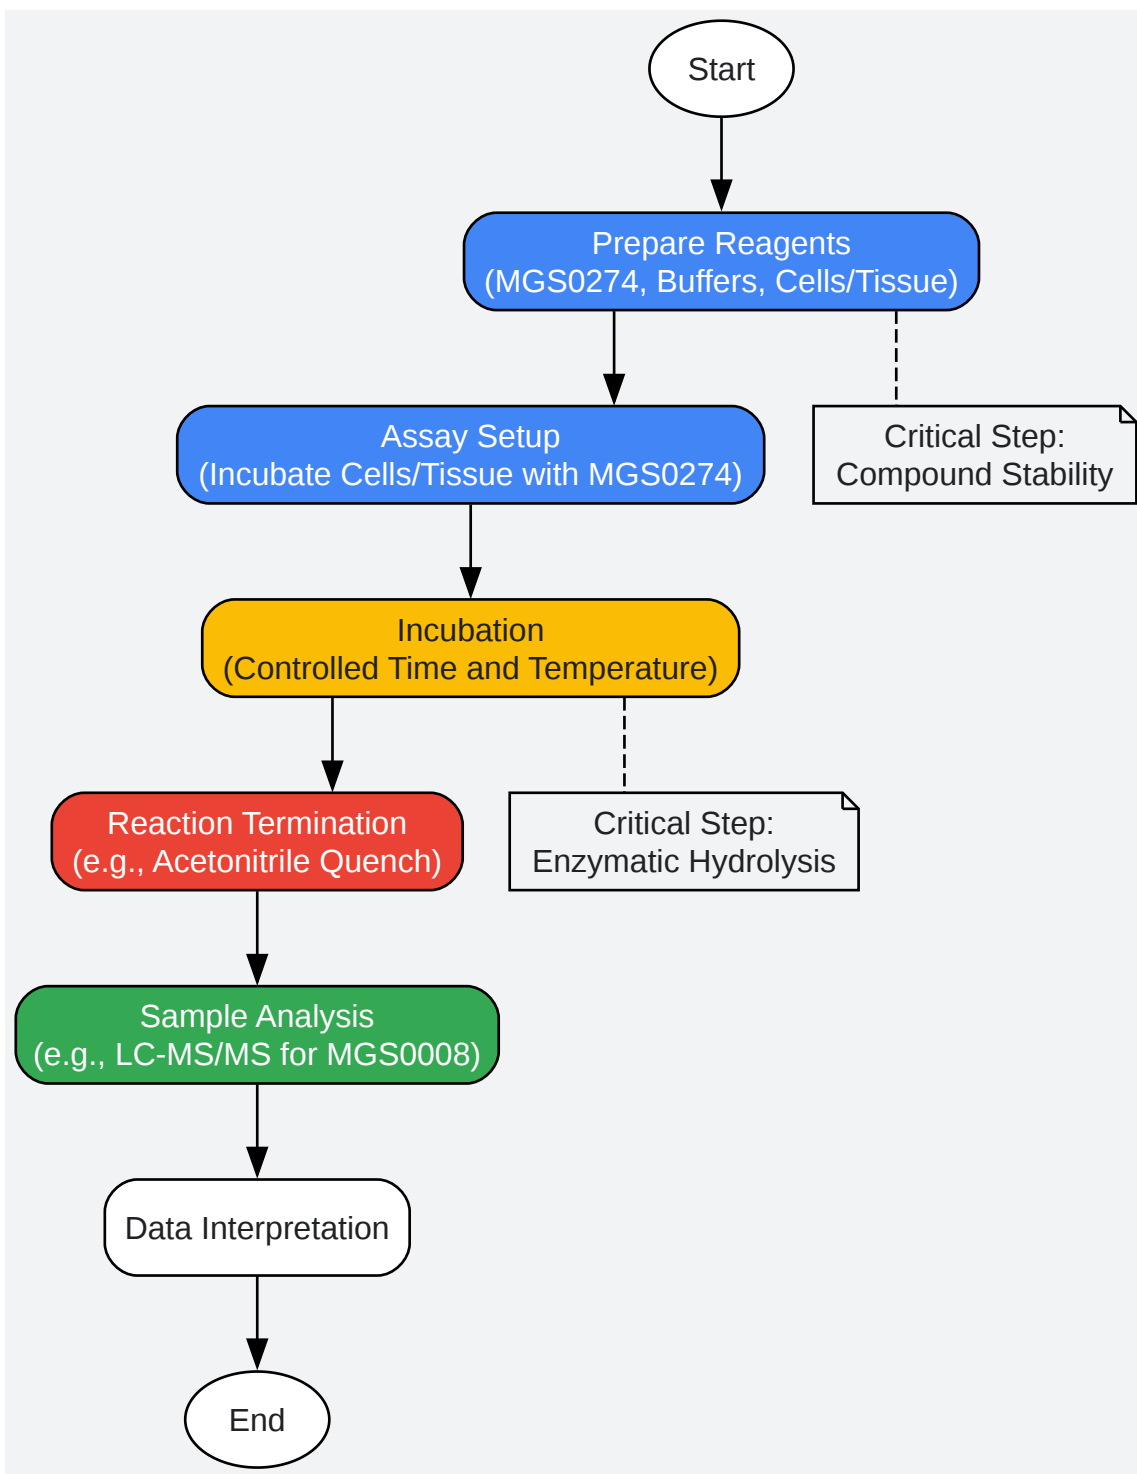 Start
Prepare Reagents
(MGS0274, Buffers, Cells/Tissue)
Assay Setup
(Incubate Cells/Tissue with MGS0274)
Critical Step:
Compound Stability
Incubation
(Controlled Time and Temperature)
Reaction Termination
(e.g., Acetonitrile Quench)
Critical Step:
Enzymatic Hydrolysis
Sample Analysis
(e.g., LC-MS/MS for MGS0008)
Data Interpretation
End